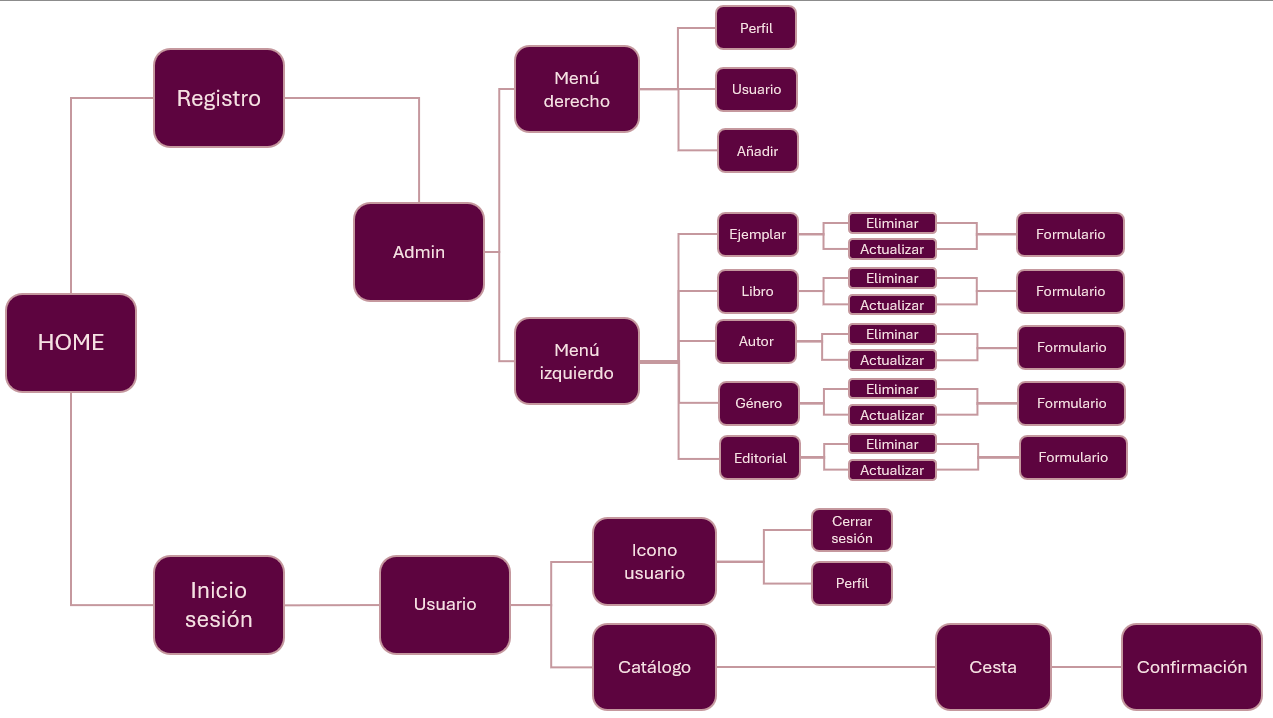 HOME
Registro
Admin
Menú
derecho
Perfil
Usuario
Añadir
Menú
izquierdo
Ejemplar
Eliminar
Actualizar
Formulario
Libro
Eliminar
Actualizar
Formulario
Autor
Eliminar
Actualizar
Formulario
Género
Eliminar
Actualizar
Formulario
Editorial
Eliminar
Actualizar
Formulario
Inicio
sesión
Usuario
Icono
usuario
Cerrar
sesión
Perfil
Catálogo
Cesta
Confirmación